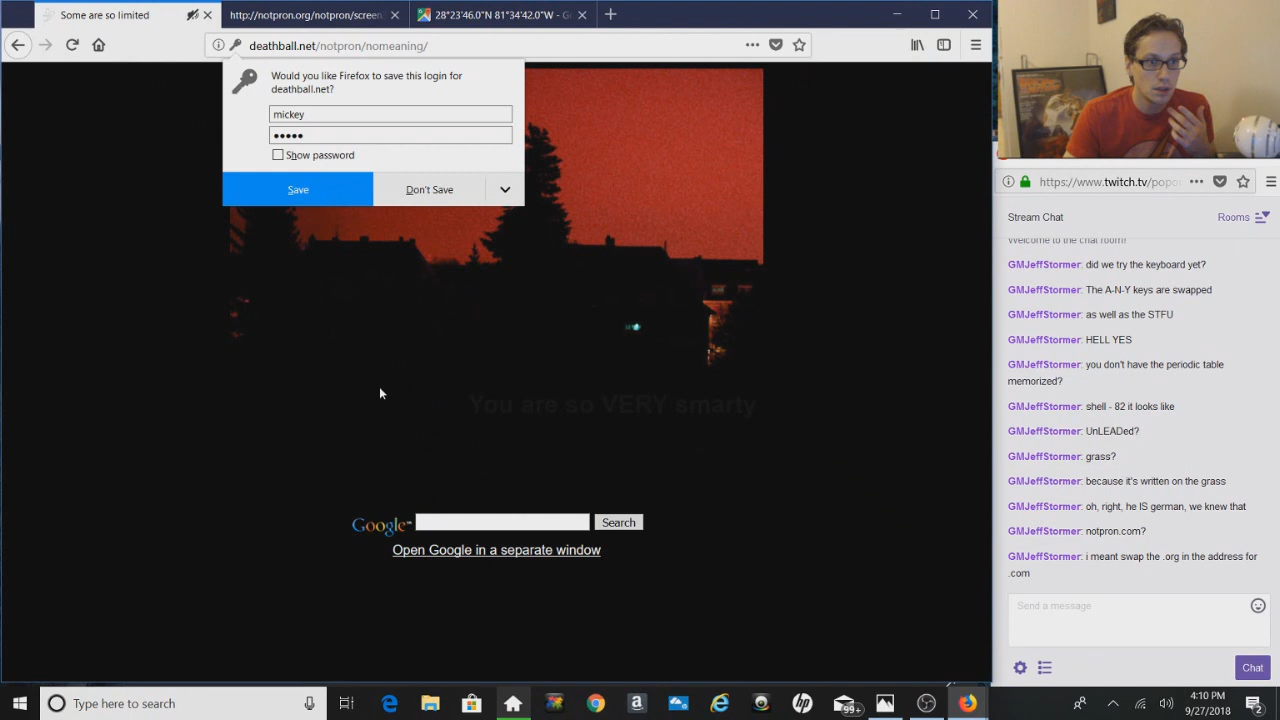 Some are so limited
http://notpron.org/notpron/screen
28°23'46.0"N 81°34'42.0"W - G
deathball.net/notpron/nomeaning/
Would you like Firefox to save this login for
deathball.net?
mickey
•••••
Show password
Save
Don't Save
You are so VERY smarty
Google™
Search
Open Google in a separate window
https://www.twitch.tv/popo
Stream Chat
Rooms
Welcome to the chat room!
GMJeffStormer: did we try the keyboard yet?
GMJeffStormer: The A-N-Y keys are swapped
GMJeffStormer: as well as the STFU
GMJeffStormer: HELL YES
GMJeffStormer: you don't have the periodic table
memorized?
GMJeffStormer: shell - 82 it looks like
GMJeffStormer: UnLEADed?
GMJeffStormer: grass?
GMJeffStormer: because it's written on the grass
GMJeffStormer: oh, right, he IS german, we knew that
GMJeffStormer: notpron.com?
GMJeffStormer: i meant swap the .org in the address for
.com
Send a message
Chat
Type here to search
99+
4:10 PM
9/27/2018
2